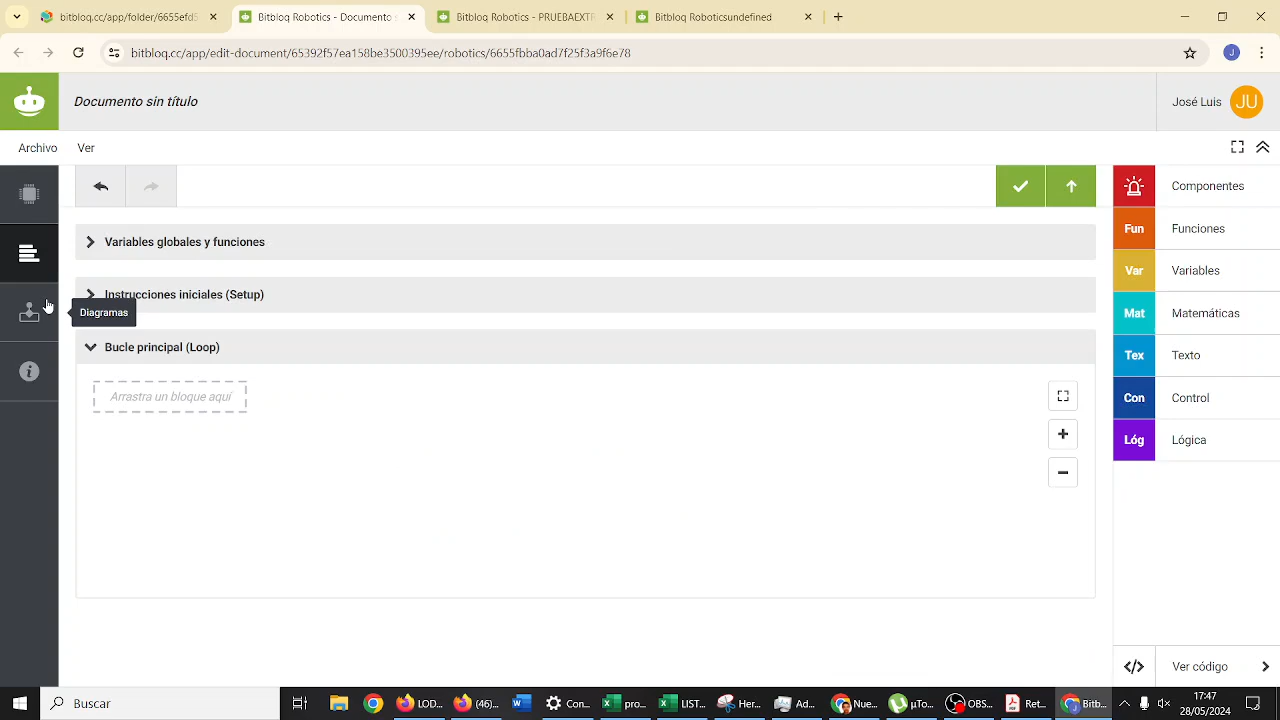 bitbloq.cc/app/folder/6655efd5
Bitbloq Robotics - Documento s
Bitbloq Robotics - PRUEBAEXTR
Bitbloq Roboticsundefined
bitbloq.cc/app/edit-document/65392f57ea158be3500395ee/robotics/6655fbba0ad7f25f3a9f6e78
J
Documento sin título
José Luis
JU
Archivo
Ver
Componentes
Variables globales y funciones
Fun
Funciones
Var
Variables
Instrucciones iniciales (Setup)
Diagramas
Mat
Matemáticas
Bucle principal (Loop)
Tex
Texto
Arrastra un bloque aquí
Con
Control
Lóg
Lógica
Ver código
Buscar
IDD
(46)
Con
pro
LIST
Her
Au
Nue
µTo
OBS
Ret
Bitb
17:47
28/05/2024